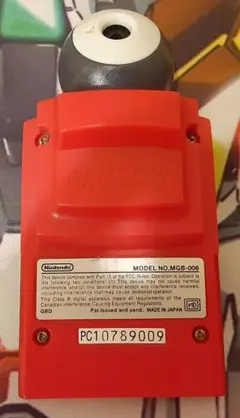 GAME BOY
Nintendo MODEL NO.MGB-006
This device complies with Part 15 of the FCC Rules. Operation is subject to
the following two conditions: (1) This device may not cause harmful
interference, and (2) this device must accept any interference received,
including interference that may cause undesired operation.
This Class B digital apparatus meets all requirements of the
Canadian Interference-Causing Equipment Regulations.
GBD Pat.Issued and pend. MADE IN JAPAN
PC10789009